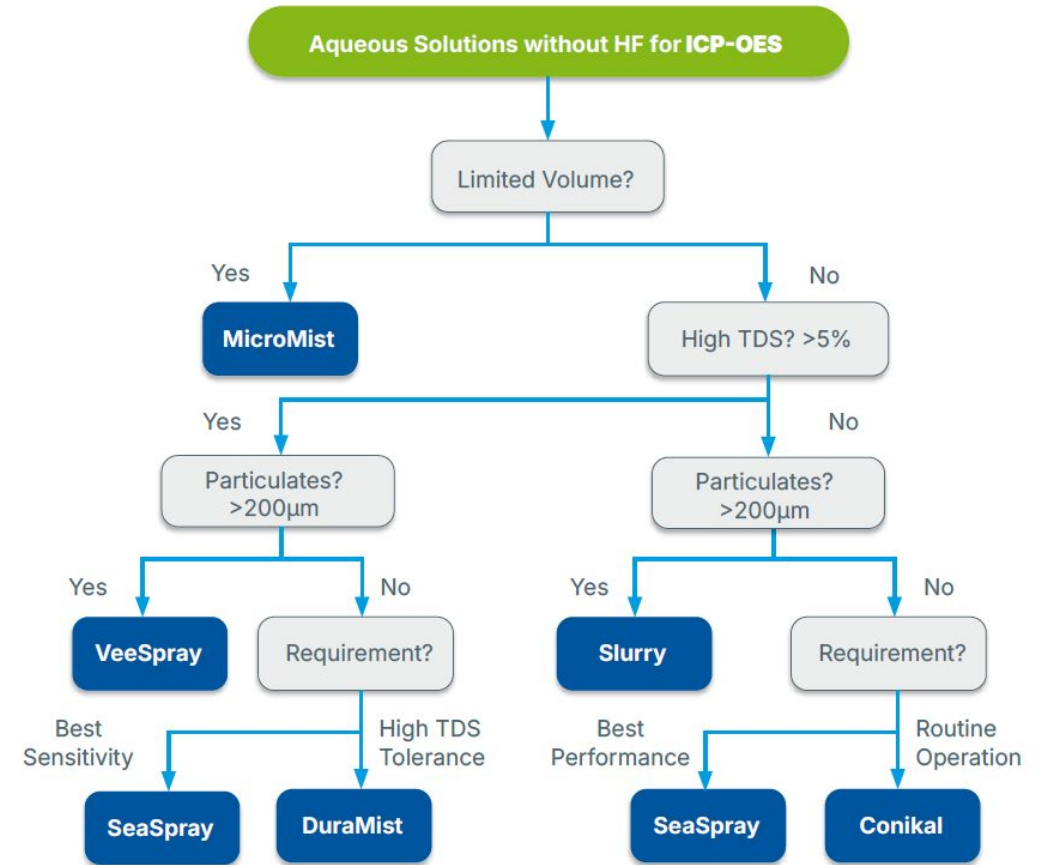 Aqueous Solutions without HF for ICP-OES
Limited Volume?
Yes
No
MicroMist
High TDS? >5%
Yes
No
Particulates?
>200µm
Particulates?
>200µm
Yes
No
Yes
No
VeeSpray
Requirement?
Slurry
Requirement?
Best
Sensitivity
High TDS
Tolerance
Best
Performance
Routine
Operation
SeaSpray
DuraMist
SeaSpray
Conikal